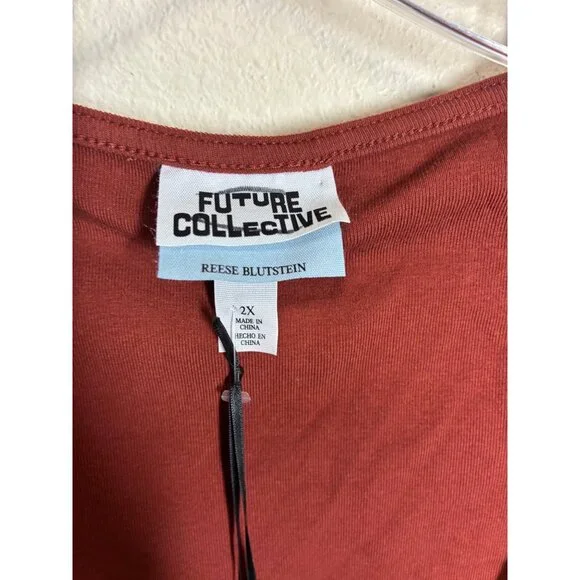 FUTURE
COLLECTIVE
REESE BLUTSTEIN
2X
MADE IN
CHINA
HECHO EN
CHINA